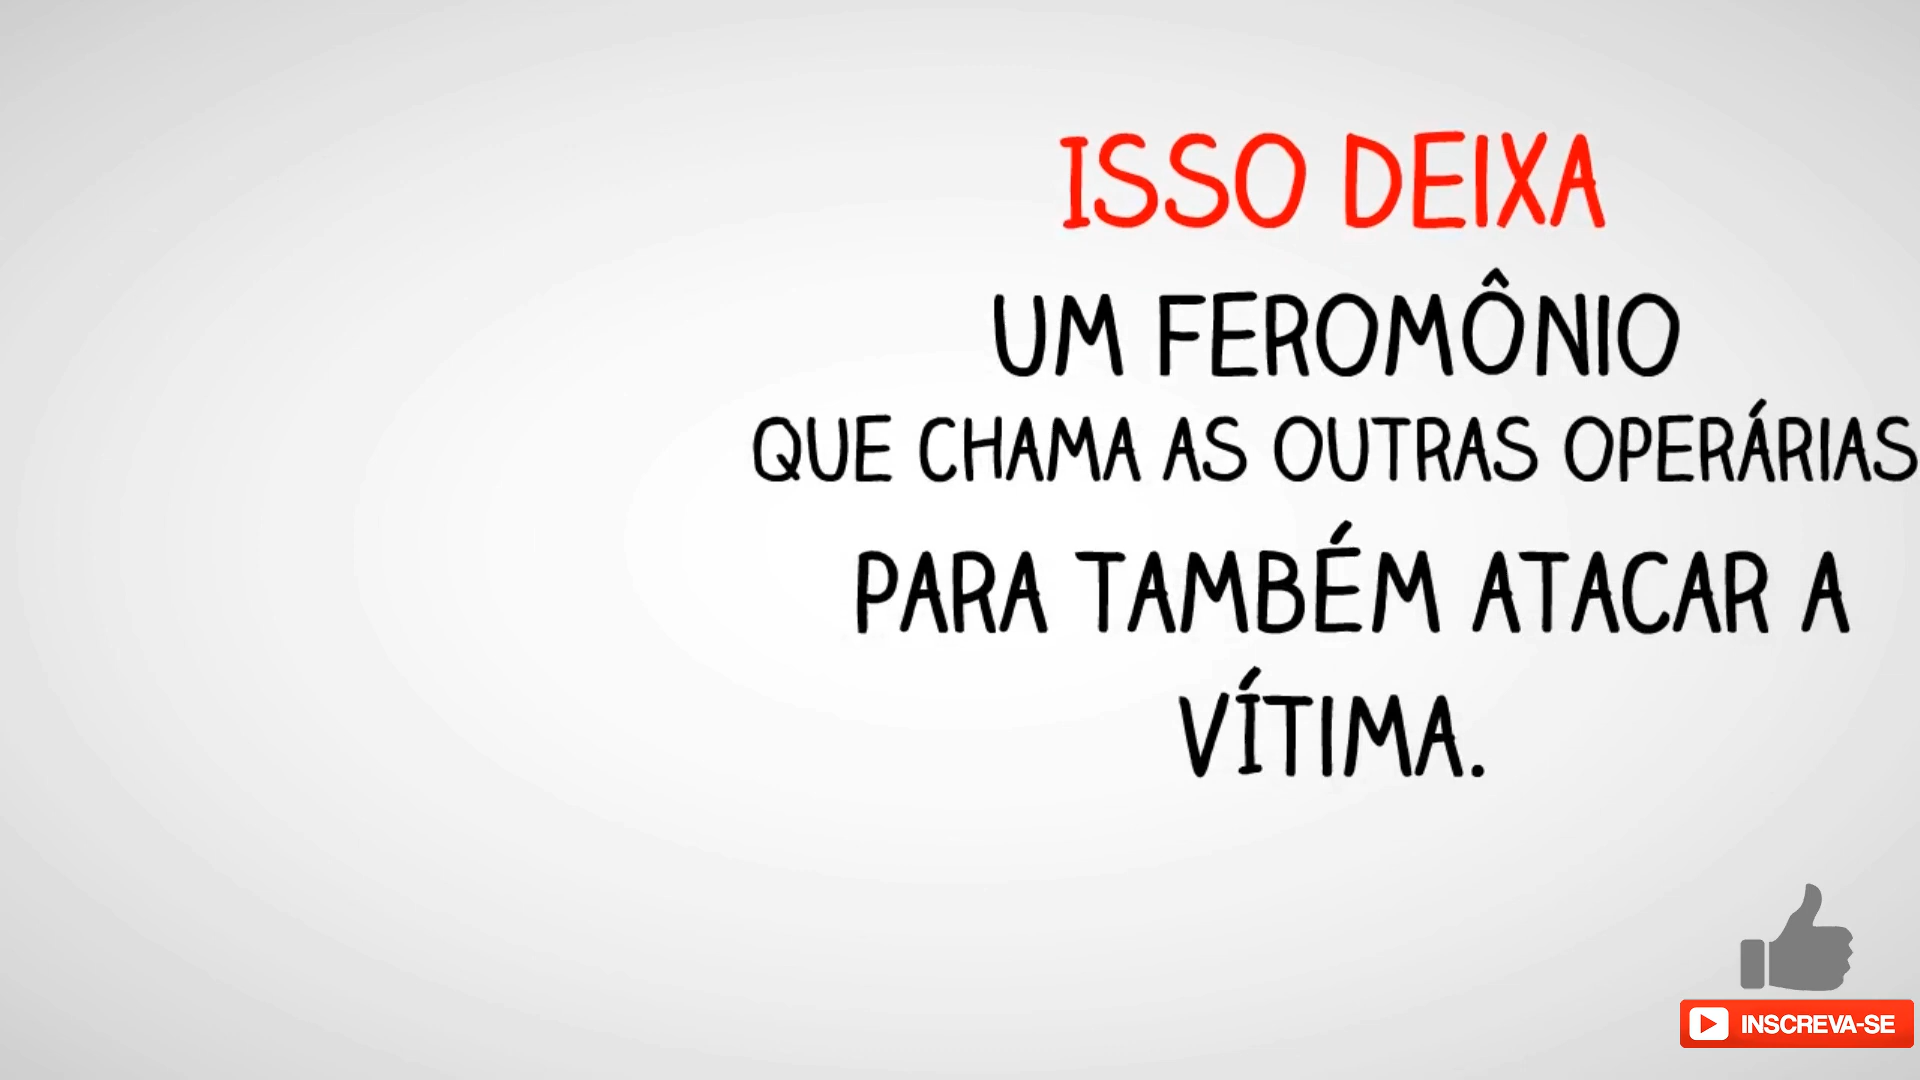 ISSO DEIXA
UM FEROMÔNIO
QUE CHAMA AS OUTRAS OPERÁRIAS
PARA TAMBÉM ATACAR A
VÍTIMA.
INSCREVA-SE